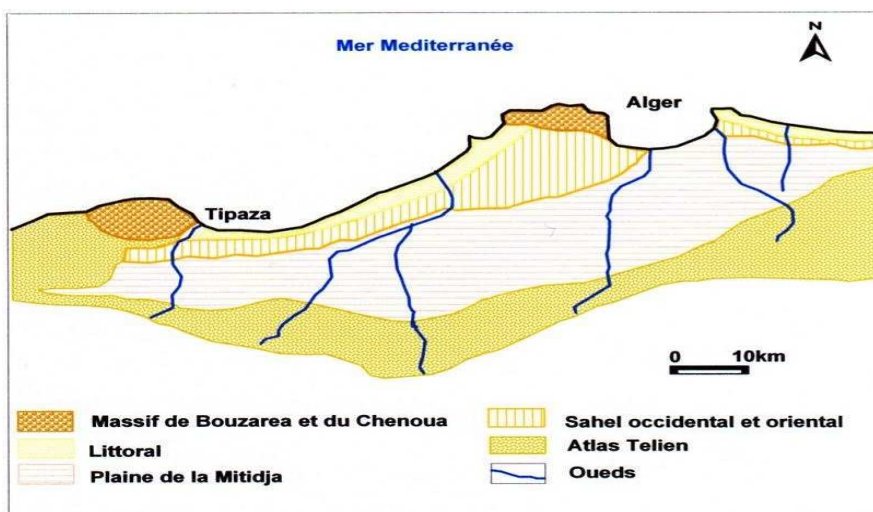 N
Mer Mediterranée
Alger
Tipaza
0 10km
Massif de Bouzarea et du Chenoua
Sahel occidental et oriental
Littoral
Atlas Telien
Plaine de la Mitidja
Oueds